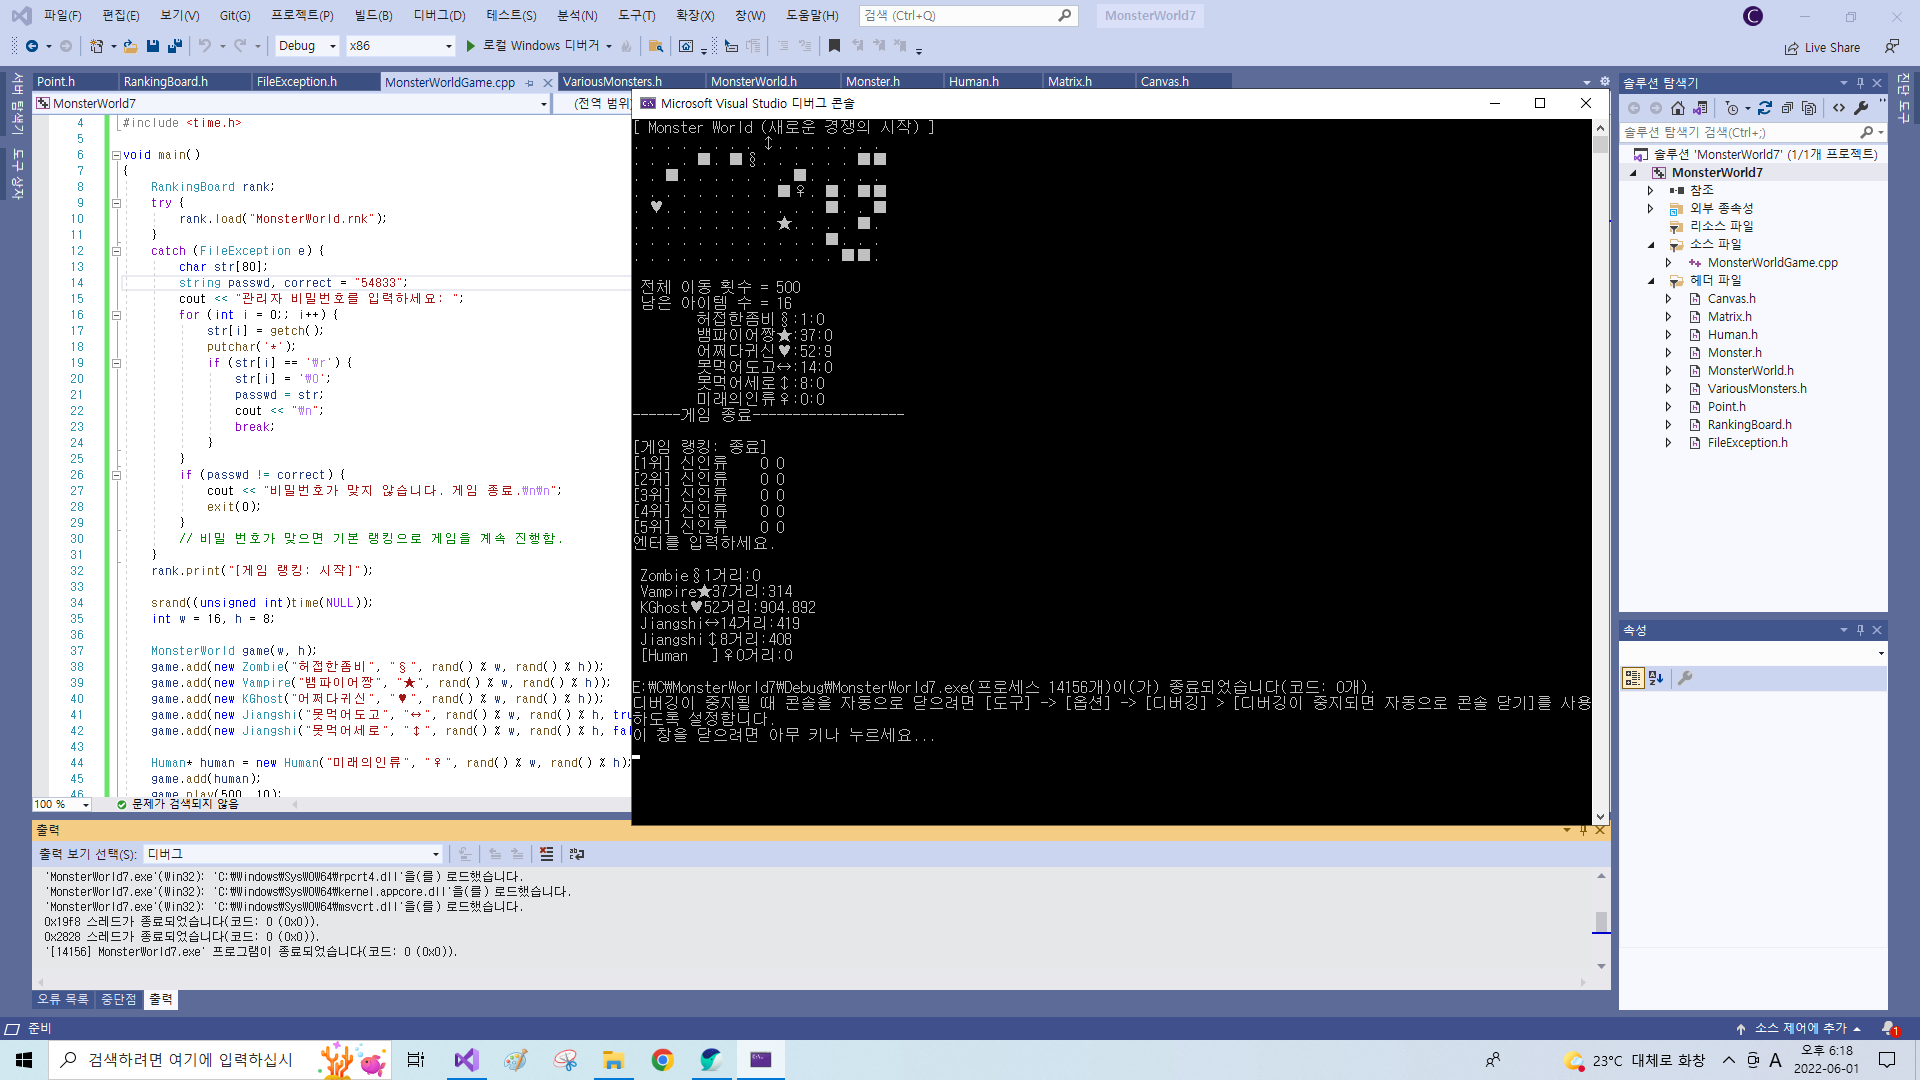 파일(F) 편집(E) 보기(V) Git(G) 프로젝트(P) 빌드(B) 디버그(D) 테스트(S) 분석(N) 도구(T) 확장(X) 창(W) 도움말(H) 검색 (Ctrl+Q) MonsterWorld7 C
Debug x86 로컬 Windows 디버거 Live Share
서버 탐색기
도구 상자
Point.h RankingBoard.h FileException.h MonsterWorldGame.cpp VariousMonsters.h MonsterWorld.h Monster.h Human.h Matrix.h Canvas.h
MonsterWorld7 (전역 범위)
4 #include <time.h>
5
6 void main()
7 {
8 RankingBoard rank;
9 try {
10 rank.load("MonsterWorld.rnk");
11 }
12 catch (FileException e) {
13 char str[80];
14 string passwd, correct = "54833";
15 cout << "관리자 비밀번호를 입력하세요: ";
16 for (int i = 0;; i++) {
17 str[i] = getch();
18 putchar('*');
19 if (str[i] == '₩r') {
20 str[i] = '₩0';
21 passwd = str;
22 cout << "₩n";
23 break;
24 }
25 }
26 if (passwd != correct) {
27 cout << "비밀번호가 맞지 않습니다. 게임 종료.₩n₩n";
28 exit(0);
29 }
30 // 비밀 번호가 맞으면 기본 랭킹으로 게임을 계속 진행함.
31 }
32 rank.print("[게임 랭킹: 시작]");
33
34 srand((unsigned int)time(NULL));
35 int w = 16, h = 8;
36
37 MonsterWorld game(w, h);
38 game.add(new Zombie("허접한좀비", "§", rand() % w, rand() % h));
39 game.add(new Vampire("뱀파이어짱", "★", rand() % w, rand() % h));
40 game.add(new KGhost("어쩌다귀신", "♥", rand() % w, rand() % h));
41 game.add(new Jiangshi("못먹어도고", "↔", rand() % w, rand() % h, tru
42 game.add(new Jiangshi("못먹어세로", "↕", rand() % w, rand() % h, fal
43
44 Human* human = new Human("미래의인류", "♀", rand() % w, rand() % h);
45 game.add(human);
46 game.play(500, 10);
100 % 문제가 검색되지 않음
Microsoft Visual Studio 디버그 콘솔
[ Monster World (새로운 경쟁의 시작) ]
. . . . . . . . ↕ . . . . . . .
. . . . ■ . ■ § . . . . . . ■ ■
. . ■ . . . . . . . ■ . . . . .
. . . . . . . . . ■ ♀ . ■ . ■ ■
. ♥ . . . . . . . . . . ■ . . ■
. . . . . . . . . ★ . . . . ■ .
. . . . . . . . . . . . ■ . . .
. . . . . . . . . . . . . ■ ■ .
전체 이동 횟수 = 500
남은 아이템 수 = 16
허접한좀비§:1:0
뱀파이어짱★:37:0
어쩌다귀신♥:52:9
못먹어도고↔:14:0
못먹어세로↕:8:0
미래의인류♀:0:0
------게임 종료-------------------
[게임 랭킹: 종료]
[1위] 신인류 0 0
[2위] 신인류 0 0
[3위] 신인류 0 0
[4위] 신인류 0 0
[5위] 신인류 0 0
엔터를 입력하세요.
Zombie§1거리:0
Vampire★37거리:314
KGhost♥52거리:904.892
Jiangshi↔14거리:419
Jiangshi↕8거리:408
[Human ]♀0거리:0
E:₩C₩MonsterWorld7₩Debug₩MonsterWorld7.exe(프로세스 14156개)이(가) 종료되었습니다(코드: 0개).
디버깅이 중지될 때 콘솔을 자동으로 닫으려면 [도구] -> [옵션] -> [디버깅] > [디버깅이 중지되면 자동으로 콘솔 닫기]를 사용
하도록 설정합니다.
이 창을 닫으려면 아무 키나 누르세요...
솔루션 탐색기
솔루션 탐색기 검색(Ctrl+;)
솔루션 'MonsterWorld7' (1/1개 프로젝트)
MonsterWorld7
참조
외부 종속성
리소스 파일
소스 파일
MonsterWorldGame.cpp
헤더 파일
Canvas.h
Matrix.h
Human.h
Monster.h
MonsterWorld.h
VariousMonsters.h
Point.h
RankingBoard.h
FileException.h
진단 도구
속성
출력
출력 보기 선택(S): 디버그
'MonsterWorld7.exe'(Win32): 'C:₩Windows₩SysWOW64₩rpcrt4.dll'을(를) 로드했습니다.
'MonsterWorld7.exe'(Win32): 'C:₩Windows₩SysWOW64₩kernel.appcore.dll'을(를) 로드했습니다.
'MonsterWorld7.exe'(Win32): 'C:₩Windows₩SysWOW64₩msvcrt.dll'을(를) 로드했습니다.
0x19f8 스레드가 종료되었습니다(코드: 0 (0x0)).
0x2828 스레드가 종료되었습니다(코드: 0 (0x0)).
'[14156] MonsterWorld7.exe' 프로그램이 종료되었습니다(코드: 0 (0x0)).
오류 목록 중단점 출력
준비 소스 제어에 추가 1
검색하려면 여기에 입력하십시 23°C 대체로 화창 A 오후 6:18
2022-06-01